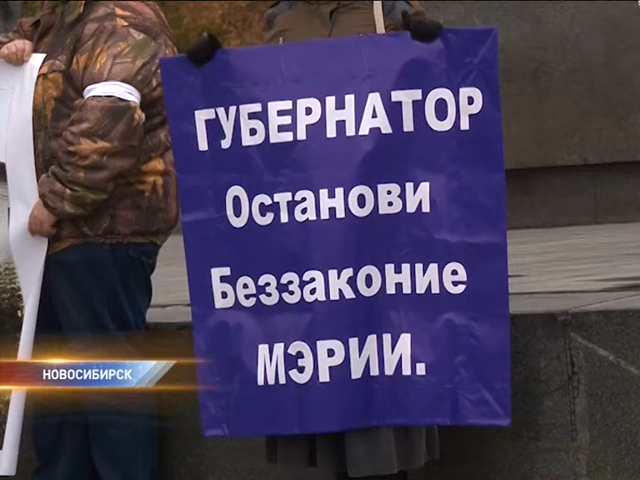 ГУБЕРНАТОР
Останови
Беззаконие
МЭРИИ.
НОВОСИБИРСК